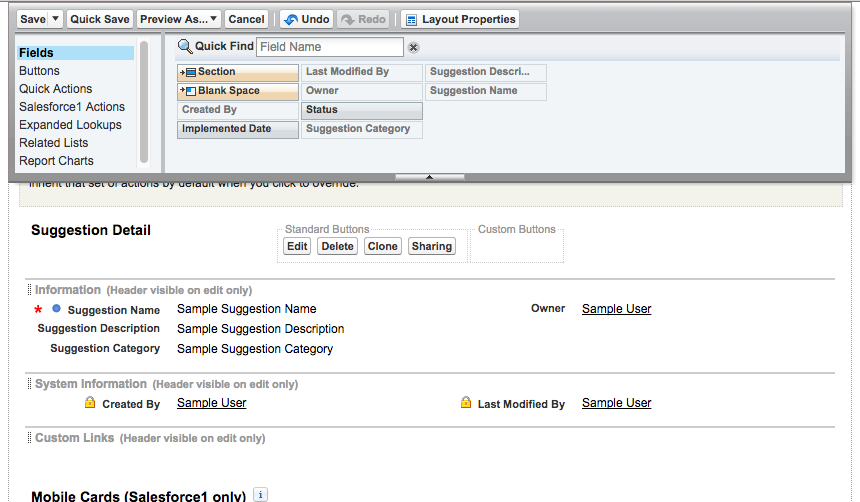 Save Quick Save Preview As... Cancel Undo Redo Layout Properties
Fields
Buttons
Quick Actions
Salesforce1 Actions
Expanded Lookups
Related Lists
Report Charts
Quick Find Field Name
Section Last Modified By Suggestion Descri...
Blank Space Owner Suggestion Name
Created By Status
Implemented Date Suggestion Category
inherit that set of actions by default when you click to override.
Suggestion Detail
Standard Buttons Custom Buttons
Edit Delete Clone Sharing
Information (Header visible on edit only)
* Suggestion Name Sample Suggestion Name Owner Sample User
Suggestion Description Sample Suggestion Description
Suggestion Category Sample Suggestion Category
System Information (Header visible on edit only)
Created By Sample User Last Modified By Sample User
Custom Links (Header visible on edit only)
Mobile Cards (Salesforce1 only) i